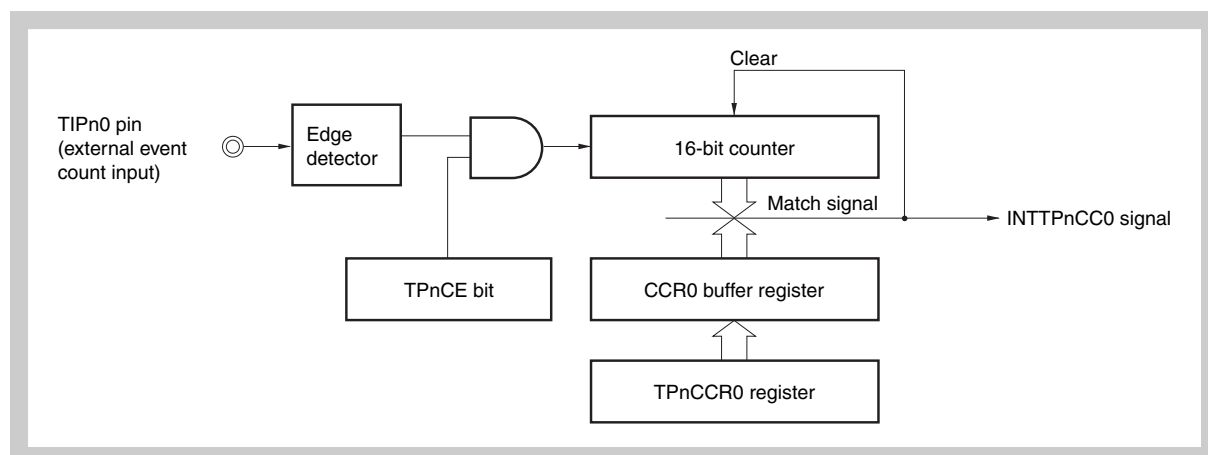 Clear
TIPn0 pin
(external event
count input)
Edge
detector
16-bit counter
Match signal
INTTPnCC0 signal
TPnCE bit
CCR0 buffer register
TPnCCR0 register